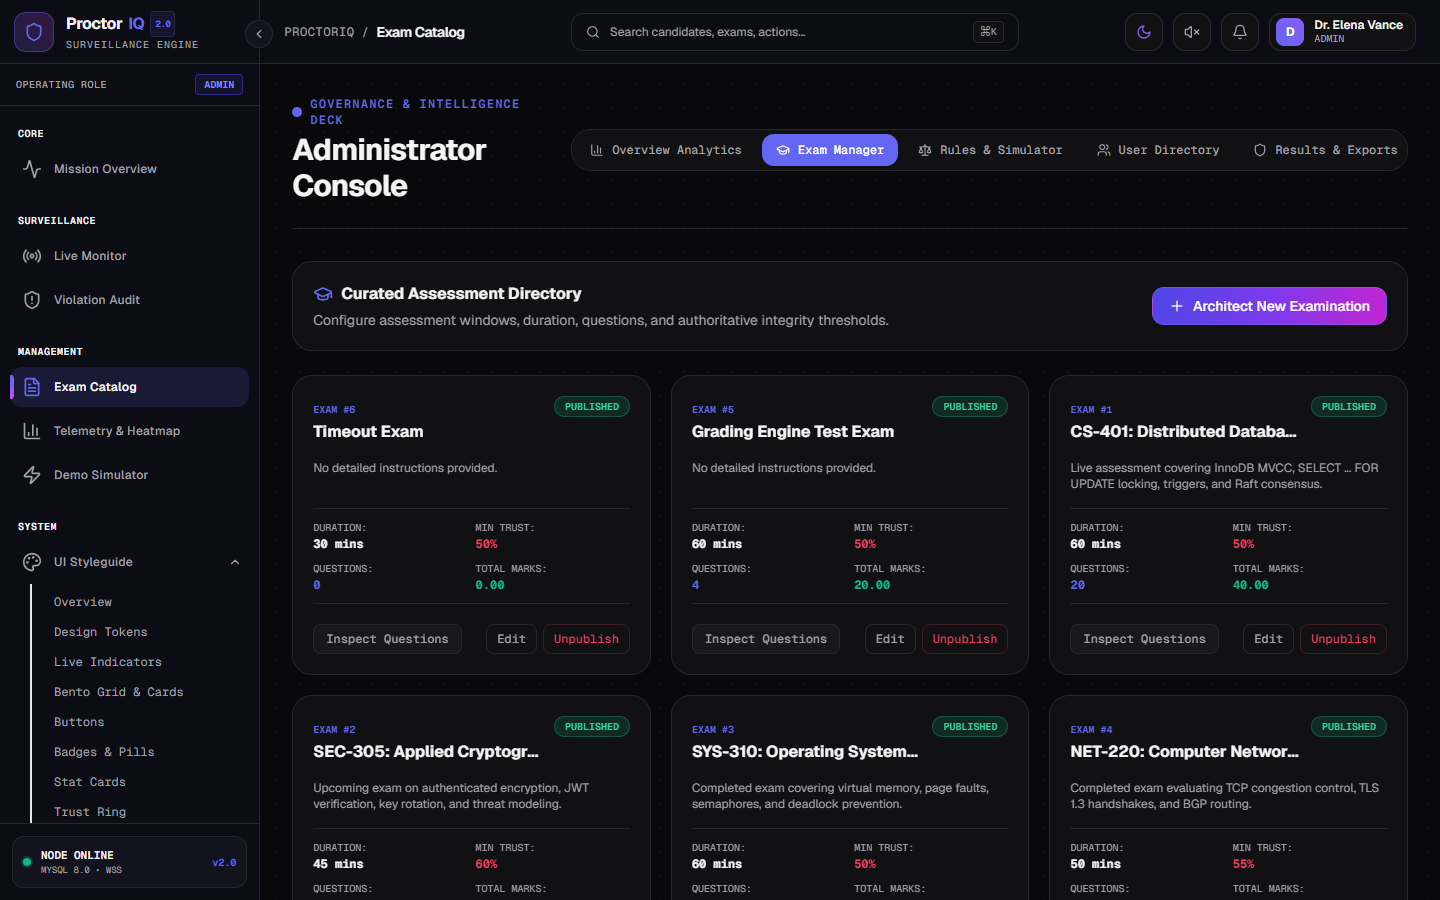 Proctor IQ 2.0
SURVEILLANCE ENGINE
PROCTORIQ / Exam Catalog
Search candidates, exams, actions...
⌘K
D
Dr. Elena Vance
ADMIN
OPERATING ROLE
ADMIN
CORE
Mission Overview
SURVEILLANCE
Live Monitor
Violation Audit
MANAGEMENT
Exam Catalog
Telemetry & Heatmap
Demo Simulator
SYSTEM
UI Styleguide
Overview
Design Tokens
Live Indicators
Bento Grid & Cards
Buttons
Badges & Pills
Stat Cards
Trust Ring
NODE ONLINE
MYSQL 8.0 • WSS
v2.0
GOVERNANCE & INTELLIGENCE
DECK
Administrator
Console
Overview Analytics
Exam Manager
Rules & Simulator
User Directory
Results & Exports
Curated Assessment Directory
Configure assessment windows, duration, questions, and authoritative integrity thresholds.
Architect New Examination
EXAM #6
PUBLISHED
Timeout Exam
No detailed instructions provided.
DURATION:
MIN TRUST:
30 mins
50%
QUESTIONS:
TOTAL MARKS:
0
0.00
Inspect Questions
Edit
Unpublish
EXAM #5
PUBLISHED
Grading Engine Test Exam
No detailed instructions provided.
DURATION:
MIN TRUST:
60 mins
50%
QUESTIONS:
TOTAL MARKS:
4
20.00
Inspect Questions
Edit
Unpublish
EXAM #1
PUBLISHED
CS-401: Distributed Databa...
Live assessment covering InnoDB MVCC, SELECT ... FOR
UPDATE locking, triggers, and Raft consensus.
DURATION:
MIN TRUST:
60 mins
50%
QUESTIONS:
TOTAL MARKS:
20
40.00
Inspect Questions
Edit
Unpublish
EXAM #2
PUBLISHED
SEC-305: Applied Cryptogr...
Upcoming exam on authenticated encryption, JWT
verification, key rotation, and threat modeling.
DURATION:
MIN TRUST:
45 mins
60%
QUESTIONS:
TOTAL MARKS:
EXAM #3
PUBLISHED
SYS-310: Operating System...
Completed exam covering virtual memory, page faults,
semaphores, and deadlock prevention.
DURATION:
MIN TRUST:
60 mins
50%
QUESTIONS:
TOTAL MARKS:
EXAM #4
PUBLISHED
NET-220: Computer Networ...
Completed exam evaluating TCP congestion control, TLS
1.3 handshakes, and BGP routing.
DURATION:
MIN TRUST:
50 mins
55%
QUESTIONS:
TOTAL MARKS: